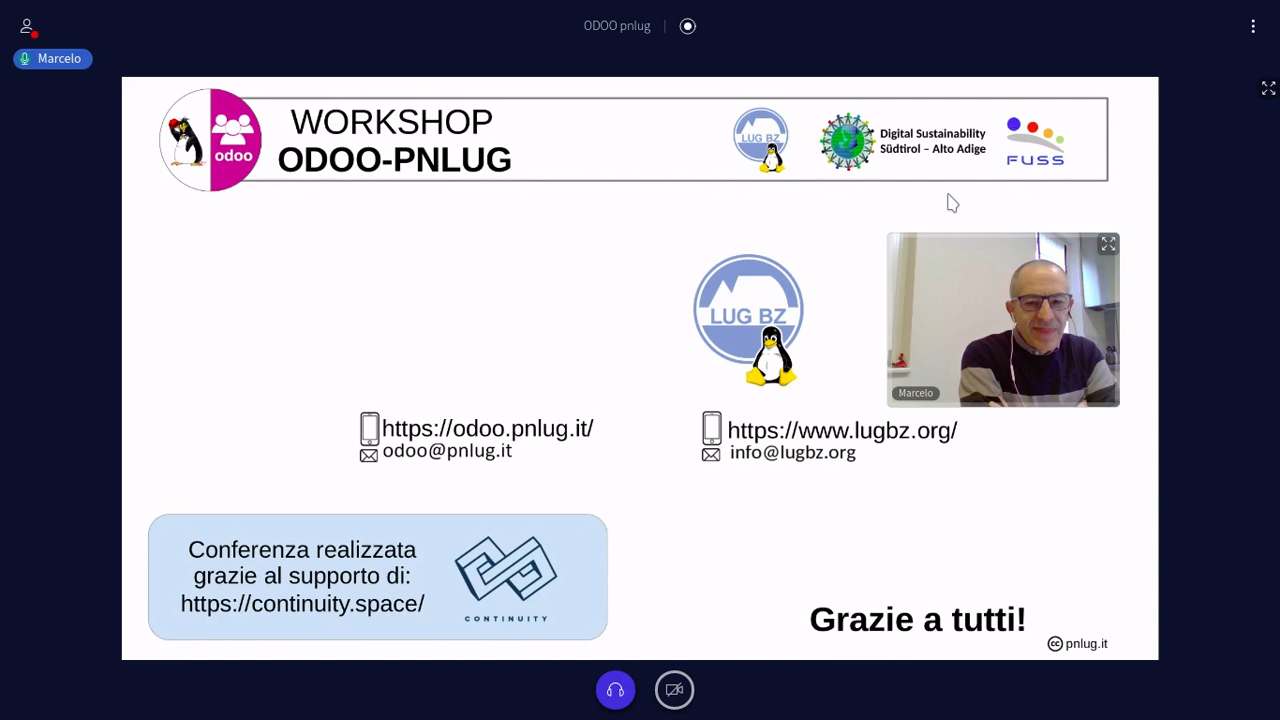 ODOO pnlug
Marcelo
WORKSHOP
ODOO-PNLUG
odoo
LUG BZ
Digital Sustainability
Südtirol – Alto Adige
FUSS
LUG BZ
Marcelo
https://odoo.pnlug.it/
odoo@pnlug.it
https://www.lugbz.org/
info@lugbz.org
Conferenza realizzata
grazie al supporto di:
https://continuity.space/
CONTINUITY
Grazie a tutti!
cc pnlug.it